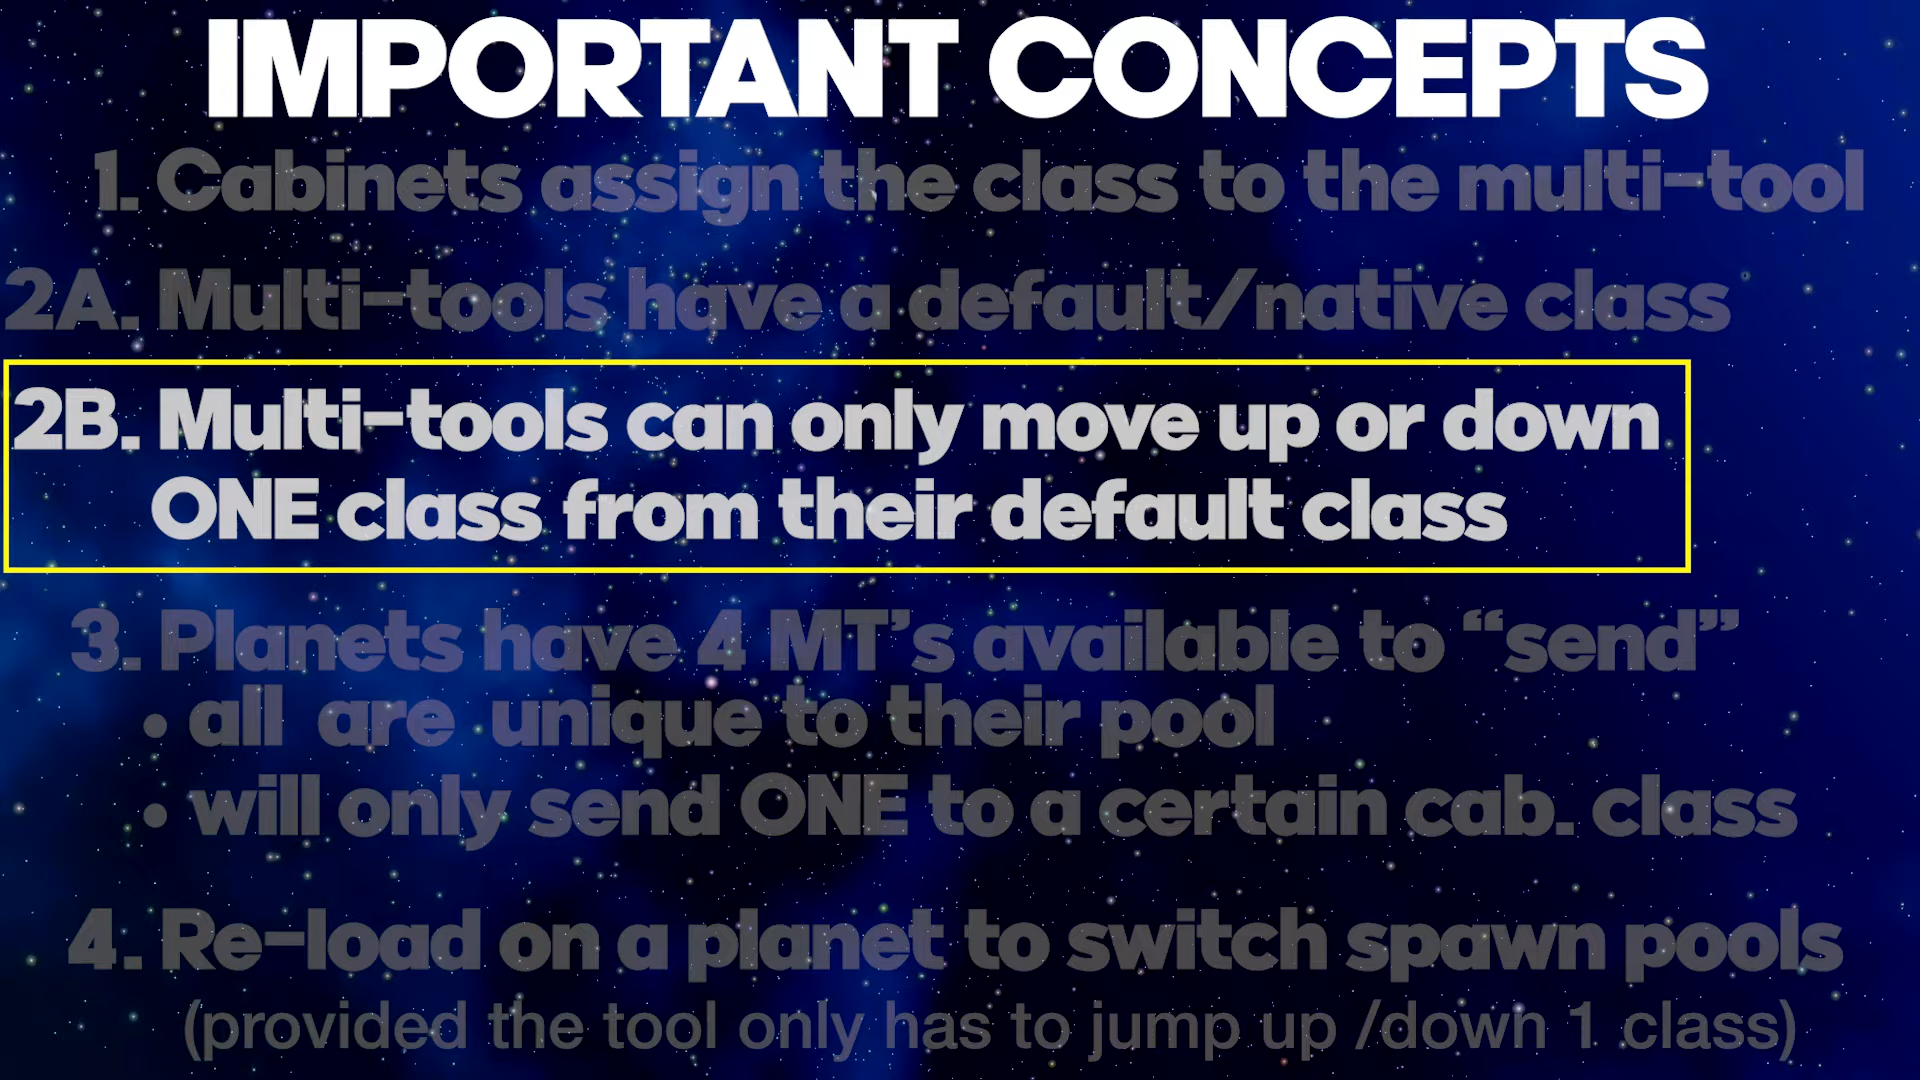 IMPORTANT CONCEPTS
1. Cabinets assign the class to the multi-tool
2A. Multi-tools have a default/native class
2B. Multi-tools can only move up or down
ONE class from their default class
3. Planets have 4 MT’s available to “send”
• all are unique to their pool
• will only send ONE to a certain cab. class
4. Re-load on a planet to switch spawn pools
(provided the tool only has to jump up /down 1 class)